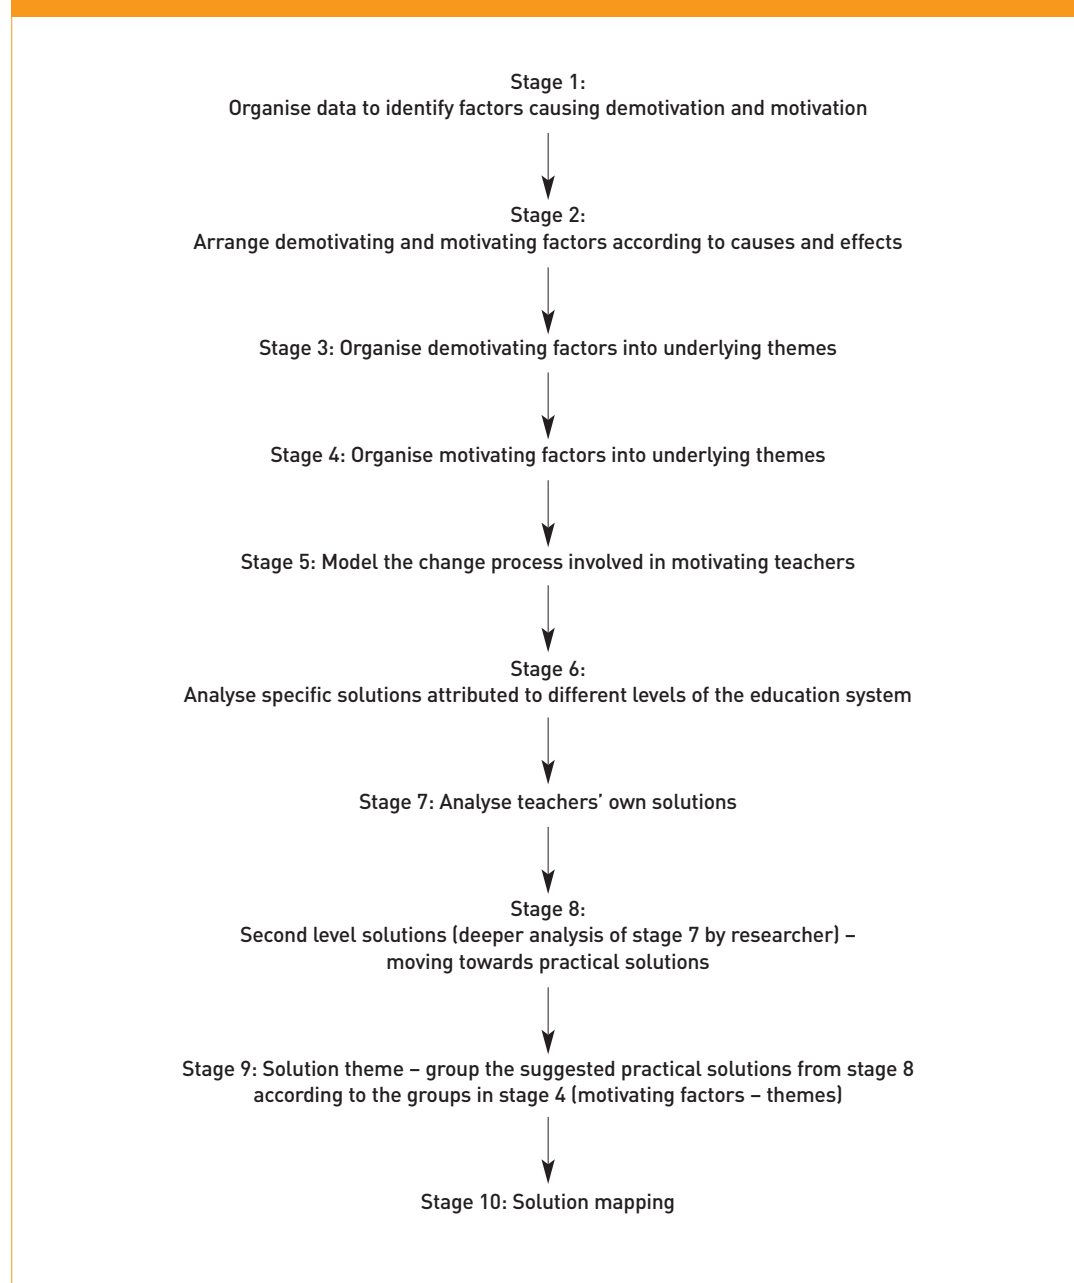 Stage 1:
Organise data to identify factors causing demotivation and motivation
Stage 2:
Arrange demotivating and motivating factors according to causes and effects
Stage 3: Organise demotivating factors into underlying themes
Stage 4: Organise motivating factors into underlying themes
Stage 5: Model the change process involved in motivating teachers
Stage 6:
Analyse specific solutions attributed to different levels of the education system
Stage 7: Analyse teachers’ own solutions
Stage 8:
Second level solutions (deeper analysis of stage 7 by researcher) –
moving towards practical solutions
Stage 9: Solution theme – group the suggested practical solutions from stage 8
according to the groups in stage 4 (motivating factors – themes)
Stage 10: Solution mapping